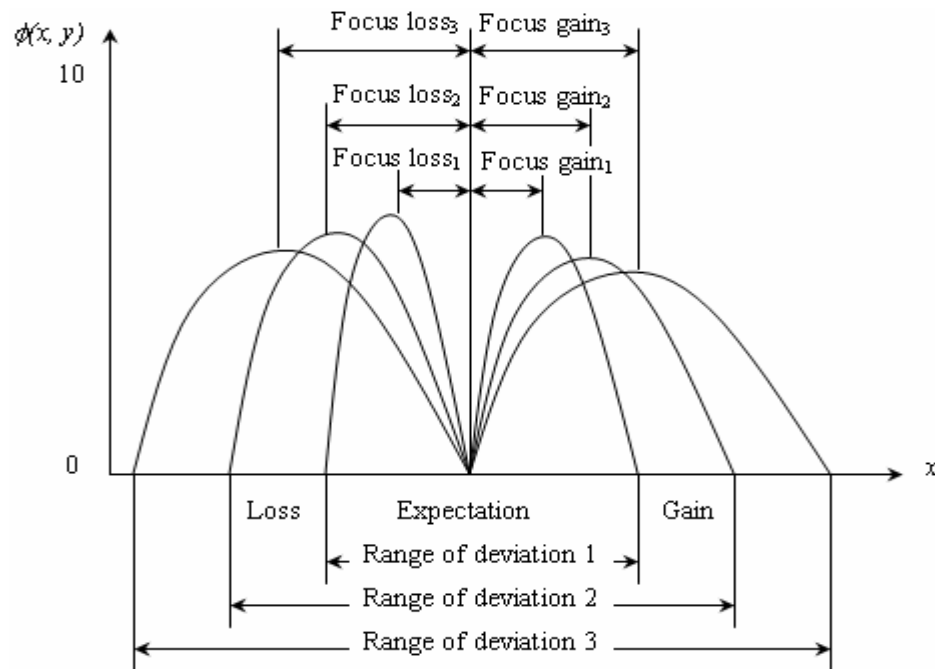 ϕ(x, y)
Focus loss₃ Focus gain₃
10
Focus loss₂ Focus gain₂
Focus loss₁ Focus gain₁
0
x
Loss Expectation Gain
Range of deviation 1
Range of deviation 2
Range of deviation 3